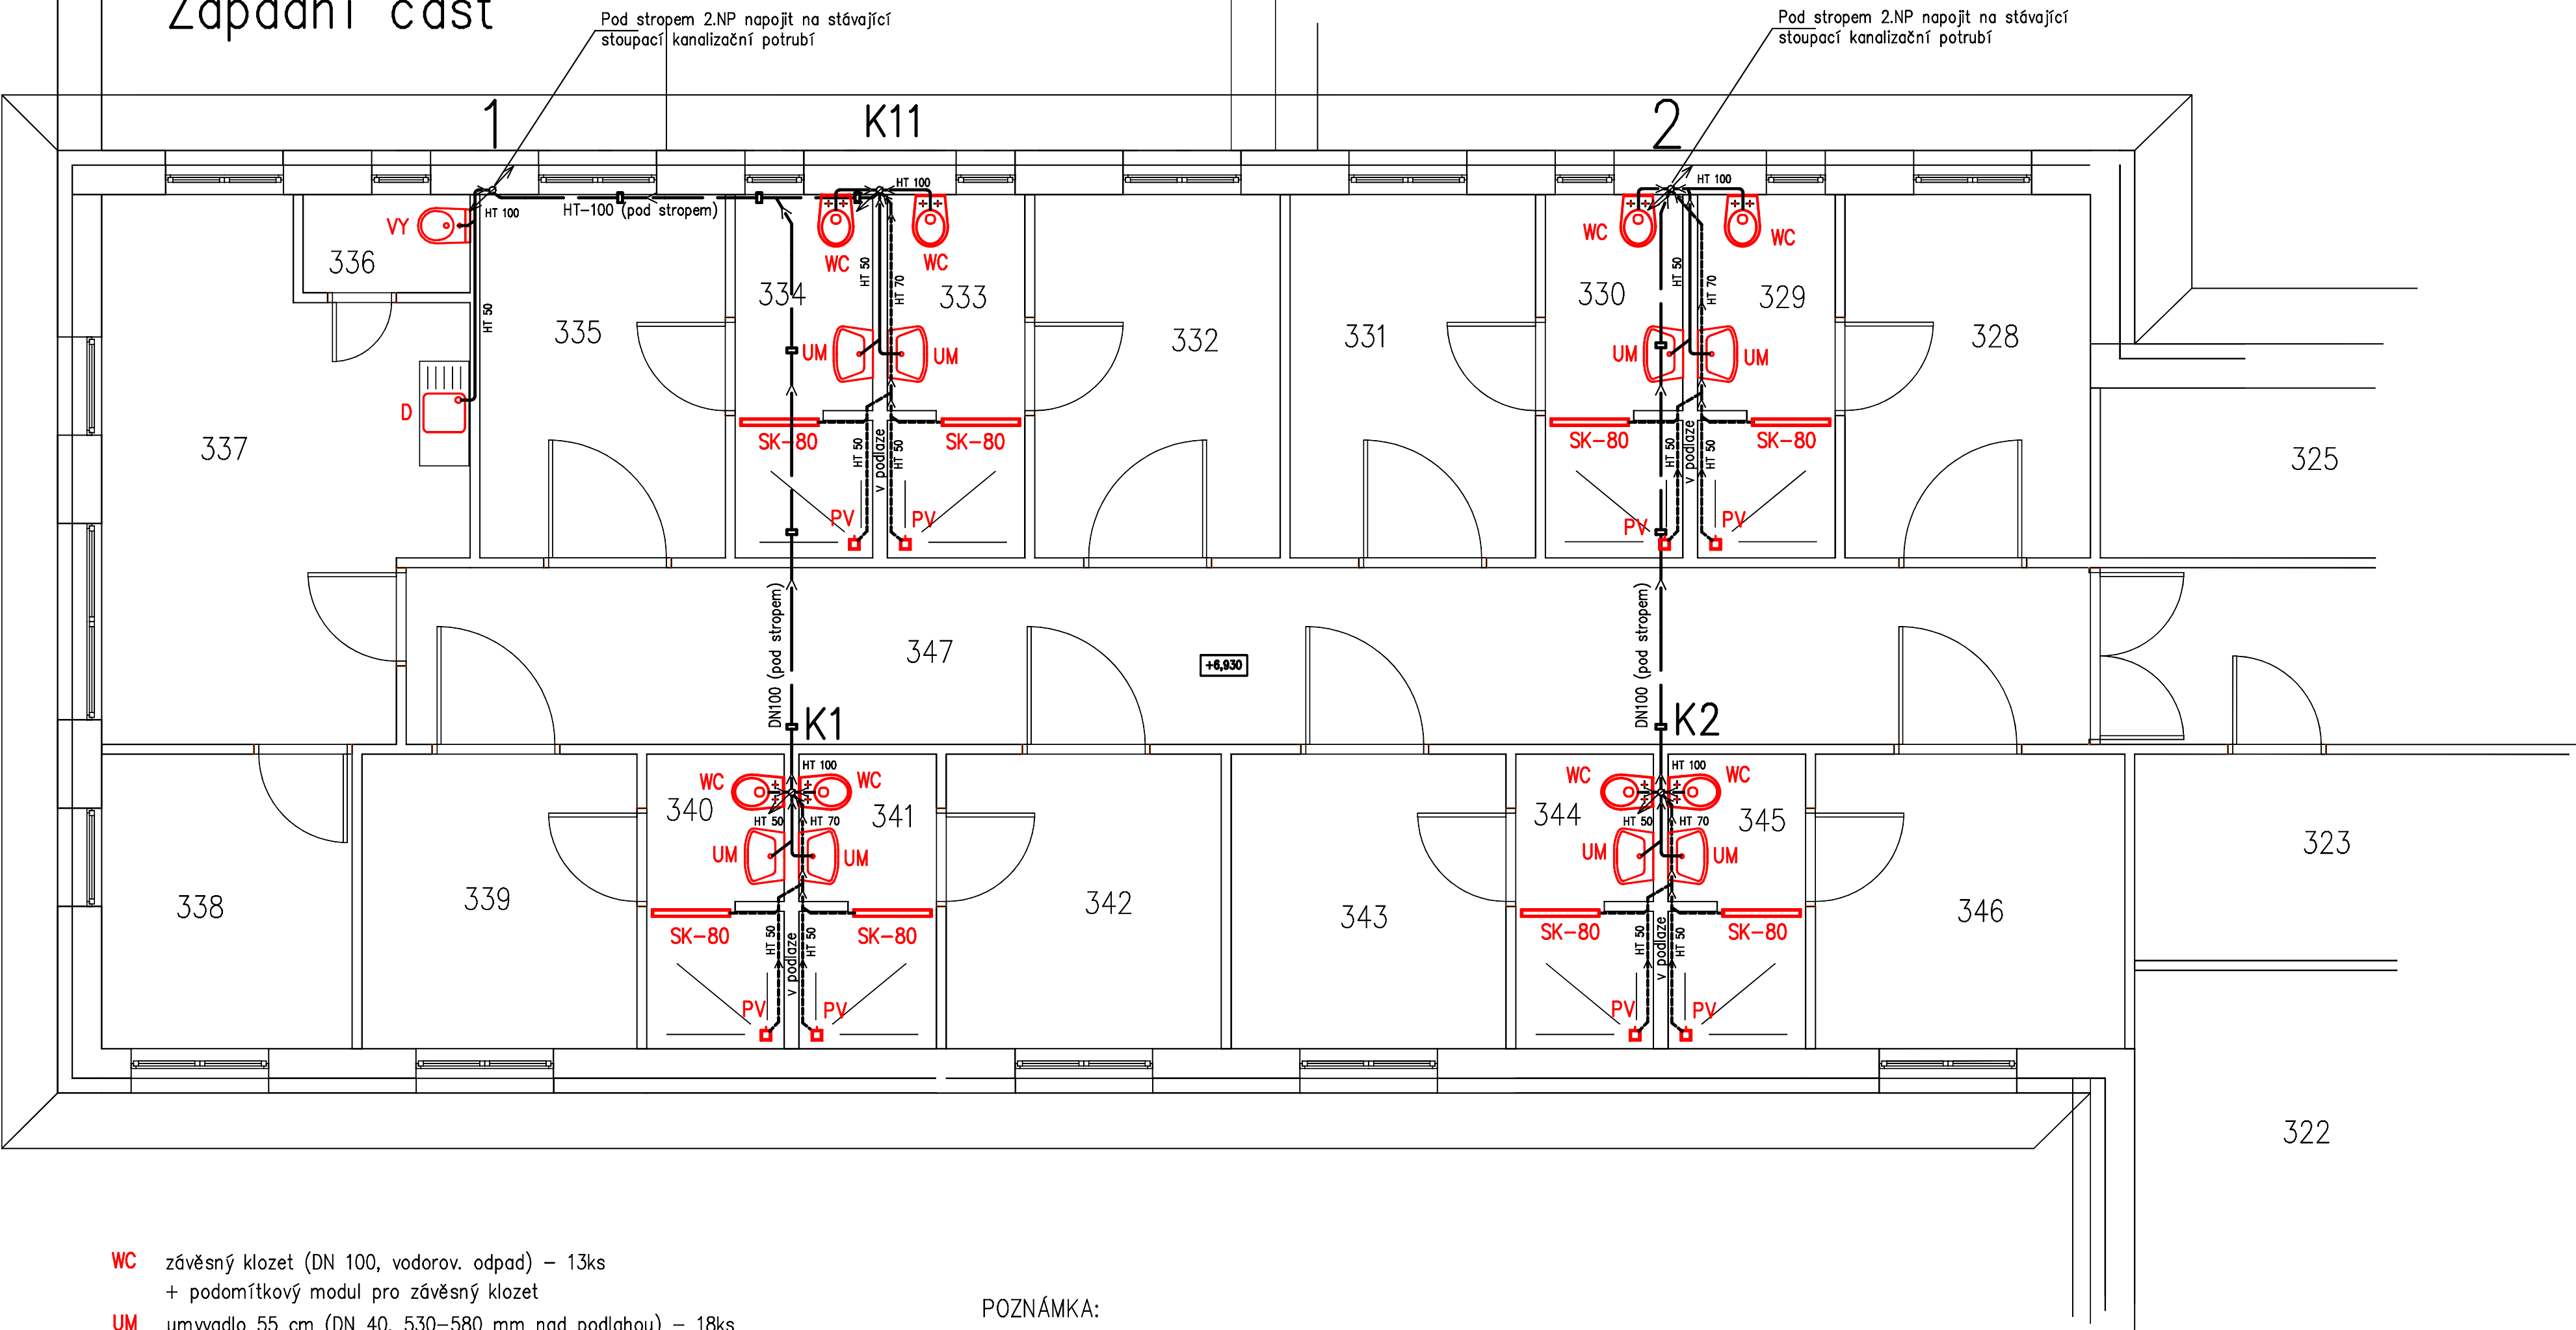 Západní část
Pod stropem 2.NP napojit na stávající
stoupací kanalizační potrubí
Pod stropem 2.NP napojit na stávající
stoupací kanalizační potrubí
1
K11
2
HT 100
HT 100
HT 100
HT-100 (pod stropem)
VY
336
WC
WC
WC
WC
HT 50
HT 50
HT 70
HT 50
HT 70
334
333
330
329
335
332
331
328
UM
UM
UM
UM
D
337
SK-80
SK-80
SK-80
SK-80
HT 50
v podlaze
HT 50
HT 50
v podlaze
HT 50
325
PV
PV
PV
PV
DN100 (pod stropem)
DN100 (pod stropem)
347
+6,930
K1
K2
HT 100
HT 100
WC
WC
WC
WC
340
341
344
345
HT 50
HT 70
HT 50
HT 70
UM
UM
UM
UM
338
339
342
343
346
323
SK-80
SK-80
SK-80
SK-80
HT 50
v podlaze
HT 50
HT 50
v podlaze
HT 50
PV
PV
PV
PV
322
WC závěsný klozet (DN 100, vodorov. odpad) – 13ks
+ podomítkový modul pro závěsný klozet
UM umyvadlo 55 cm (DN 40, 530-580 mm nad podlahou) – 18ks
POZNÁMKA: